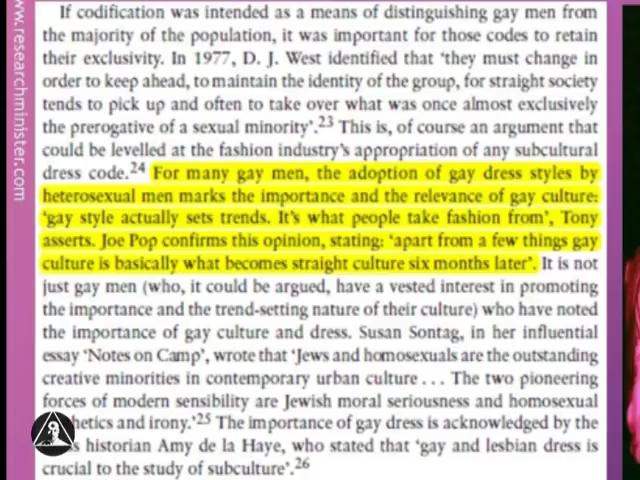 If codification was intended as a means of distinguishing gay men from
the majority of the population, it was important for those codes to retain
their exclusivity. In 1977, D. J. West identified that 'they must change in
order to keep ahead, to maintain the identity of the group, for straight society
tends to pick up and often to take over what was once almost exclusively
the prerogative of a sexual minority'.23 This is, of course an argument that
could be levelled at the fashion industry's appropriation of any subcultural
dress code.24 For many gay men, the adoption of gay dress styles by
heterosexual men marks the importance and the relevance of gay culture:
'gay style actually sets trends. It's what people take fashion from', Tony
asserts. Joe Pop confirms this opinion, stating: 'apart from a few things gay
culture is basically what becomes straight culture six months later'. It is not
just gay men (who, it could be argued, have a vested interest in promoting
the importance and the trend-setting nature of their culture) who have noted
the importance of gay culture and dress. Susan Sontag, in her influential
essay 'Notes on Camp', wrote that 'Jews and homosexuals are the outstanding
creative minorities in contemporary urban culture . . . The two pioneering
forces of modern sensibility are Jewish moral seriousness and homosexual
hetics and irony.'25 The importance of gay dress is acknowledged by the
s historian Amy de la Haye, who stated that 'gay and lesbian dress is
crucial to the study of subculture'.26
www.researchminister.com